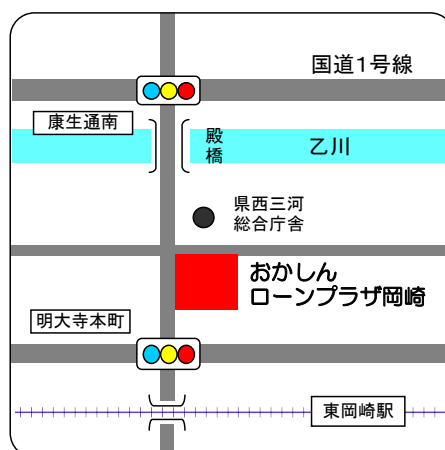 国道1号線
康生通南
殿橋
乙川
県西三河
総合庁舎
おかしん
ローンプラザ岡崎
明大寺本町
東岡崎駅